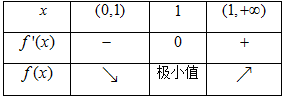 x (0,1) 1 (1,+∞)
f'(x) − 0 +
f(x) ↘ 极小值 ↗